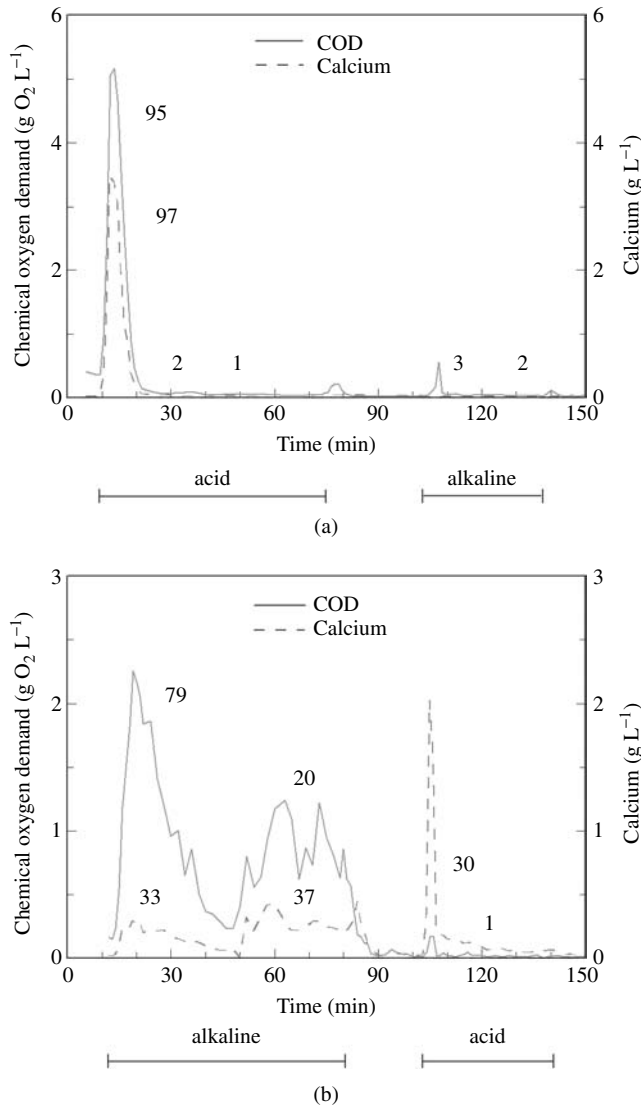 6
6
COD
Calcium
95
Chemical oxygen demand (g O₂ L⁻¹)
4
4
Calcium (g L⁻¹)
97
2
2
2
1
3
2
0
0
0
30
60
90
120
150
Time (min)
acid
alkaline
(a)
3
3
COD
Calcium
Chemical oxygen demand (g O₂ L⁻¹)
79
2
2
Calcium (g L⁻¹)
20
1
1
33
37
30
1
0
0
0
30
60
90
120
150
Time (min)
alkaline
acid
(b)